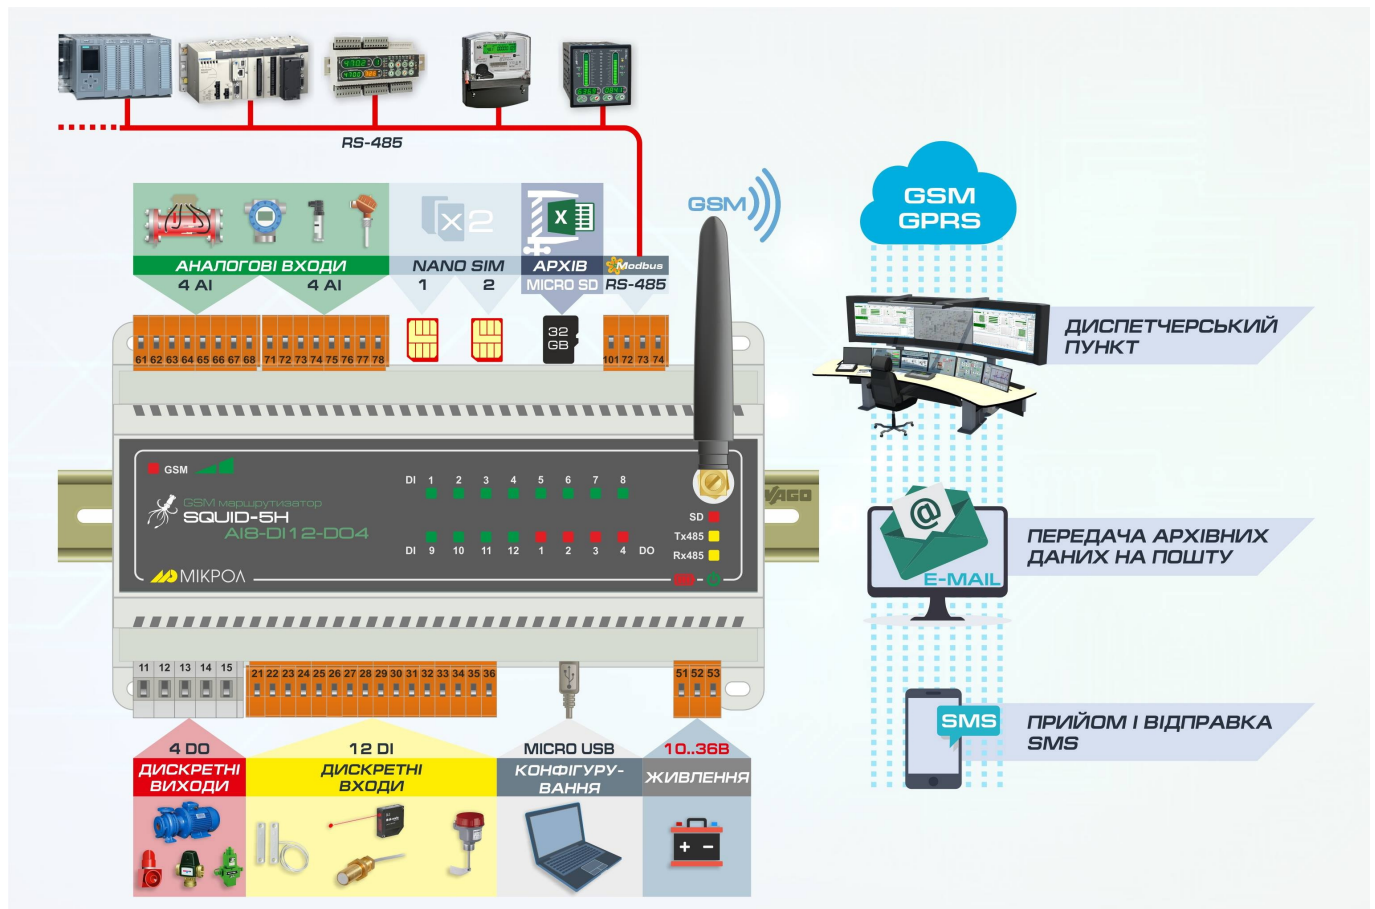 RS-485
GSM
GSM
GPRS
X2
X
АНАЛОГОВІ ВХОДИ
NANO SIM
АРХІВ
Modbus
4 AI
4 AI
1
2
MICRO SD
RS-485
32
GB
61 62 63 64 65 66 67 68
71 72 73 74 75 76 77 78
101 72 73 74
ДИСПЕТЧЕРСЬКИЙ
ПУНКТ
GSM
DI 1 2 3 4 5 6 7 8
GSM маршрутизатор
SQUID-5H
AI8-DI12-DO4
DI 9 10 11 12 1 2 3 4 DO
SD
Tx485
Rx485
WAGO
МІКРОЛ
@
E-MAIL
ПЕРЕДАЧА АРХІВНИХ
ДАНИХ НА ПОШТУ
11 12 13 14 15
21 22 23 24 25 26 27 28 29 30 31 32 33 34 35 36
51 52 53
SMS
ПРИЙОМ І ВІДПРАВКА
SMS
4 DO
12 DI
MICRO USB
10..36В
ДИСКРЕТНІ
ВИХОДИ
ДИСКРЕТНІ
ВХОДИ
КОНФІГУРУ-
ВАННЯ
ЖИВЛЕННЯ
+ -